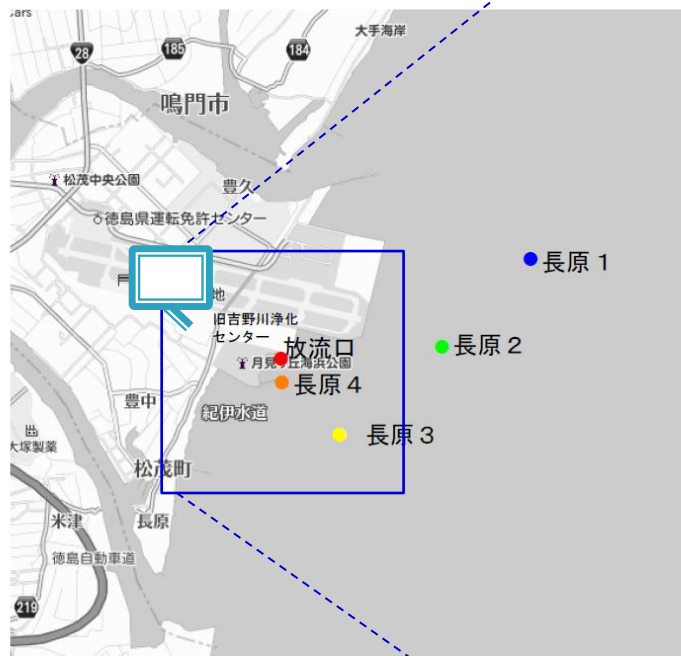 cars
大手海岸
28
185
184
鳴門市
松茂中央公園
豊久
徳島県運転免許センター
長原１
地
旧吉野川浄化
センター
放流口
長原２
月見ヶ丘海浜公園
長原４
豊中
紀伊水道
長原３
大塚製薬
松茂町
米津
長原
徳島自動車道
219